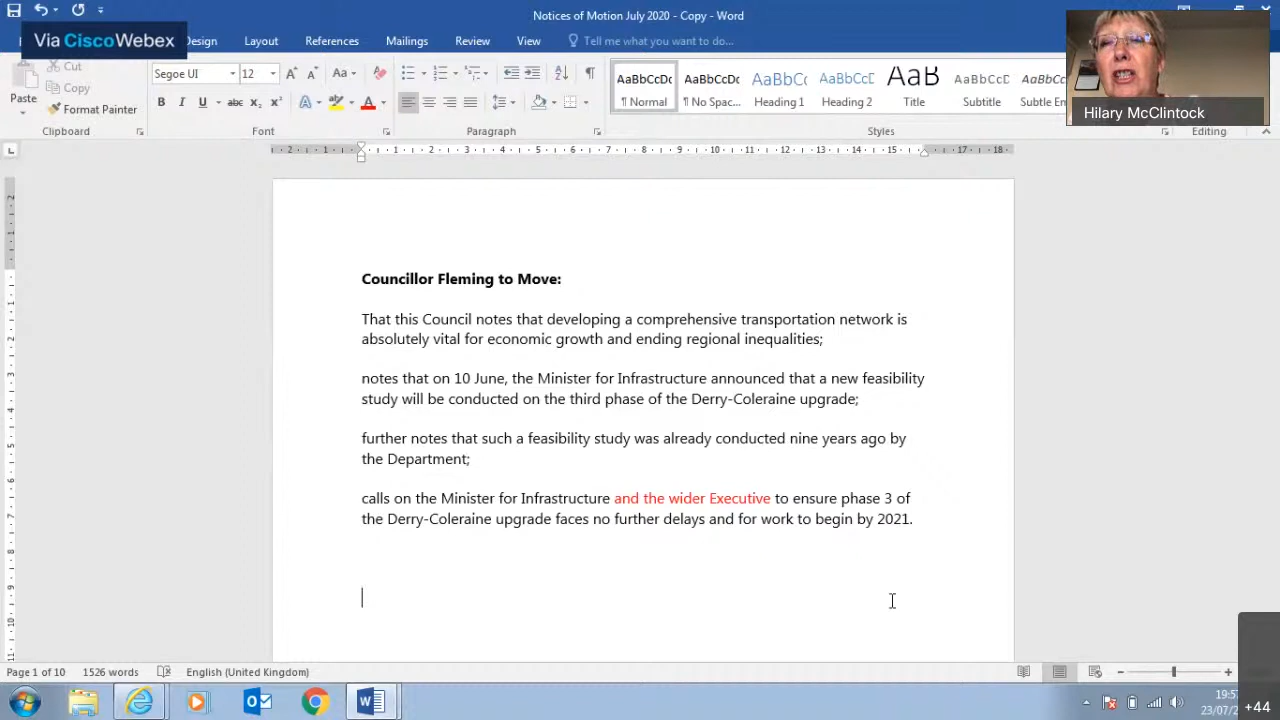 Notices of Motion July 2020 - Copy - Word
Via CiscoWebex
Design Layout References Mailings Review View Tell me what you want to do...
Cut
Copy
Format Painter
Paste
Clipboard
Segoe UI 12
Font
Paragraph
AaBbCcDc AaBbCcDc AaBbCc AaBbCcD AaB AaBbCcD AaBbCcD
¶ Normal ¶ No Spac... Heading 1 Heading 2 Title Subtitle Subtle Em
Styles
Editing
Hilary McClintock
Councillor Fleming to Move:
That this Council notes that developing a comprehensive transportation network is
absolutely vital for economic growth and ending regional inequalities;
notes that on 10 June, the Minister for Infrastructure announced that a new feasibility
study will be conducted on the third phase of the Derry-Coleraine upgrade;
further notes that such a feasibility study was already conducted nine years ago by
the Department;
calls on the Minister for Infrastructure and the wider Executive to ensure phase 3 of
the Derry-Coleraine upgrade faces no further delays and for work to begin by 2021.
Page 1 of 10 1526 words English (United Kingdom)
19:57
23/07/2
+44